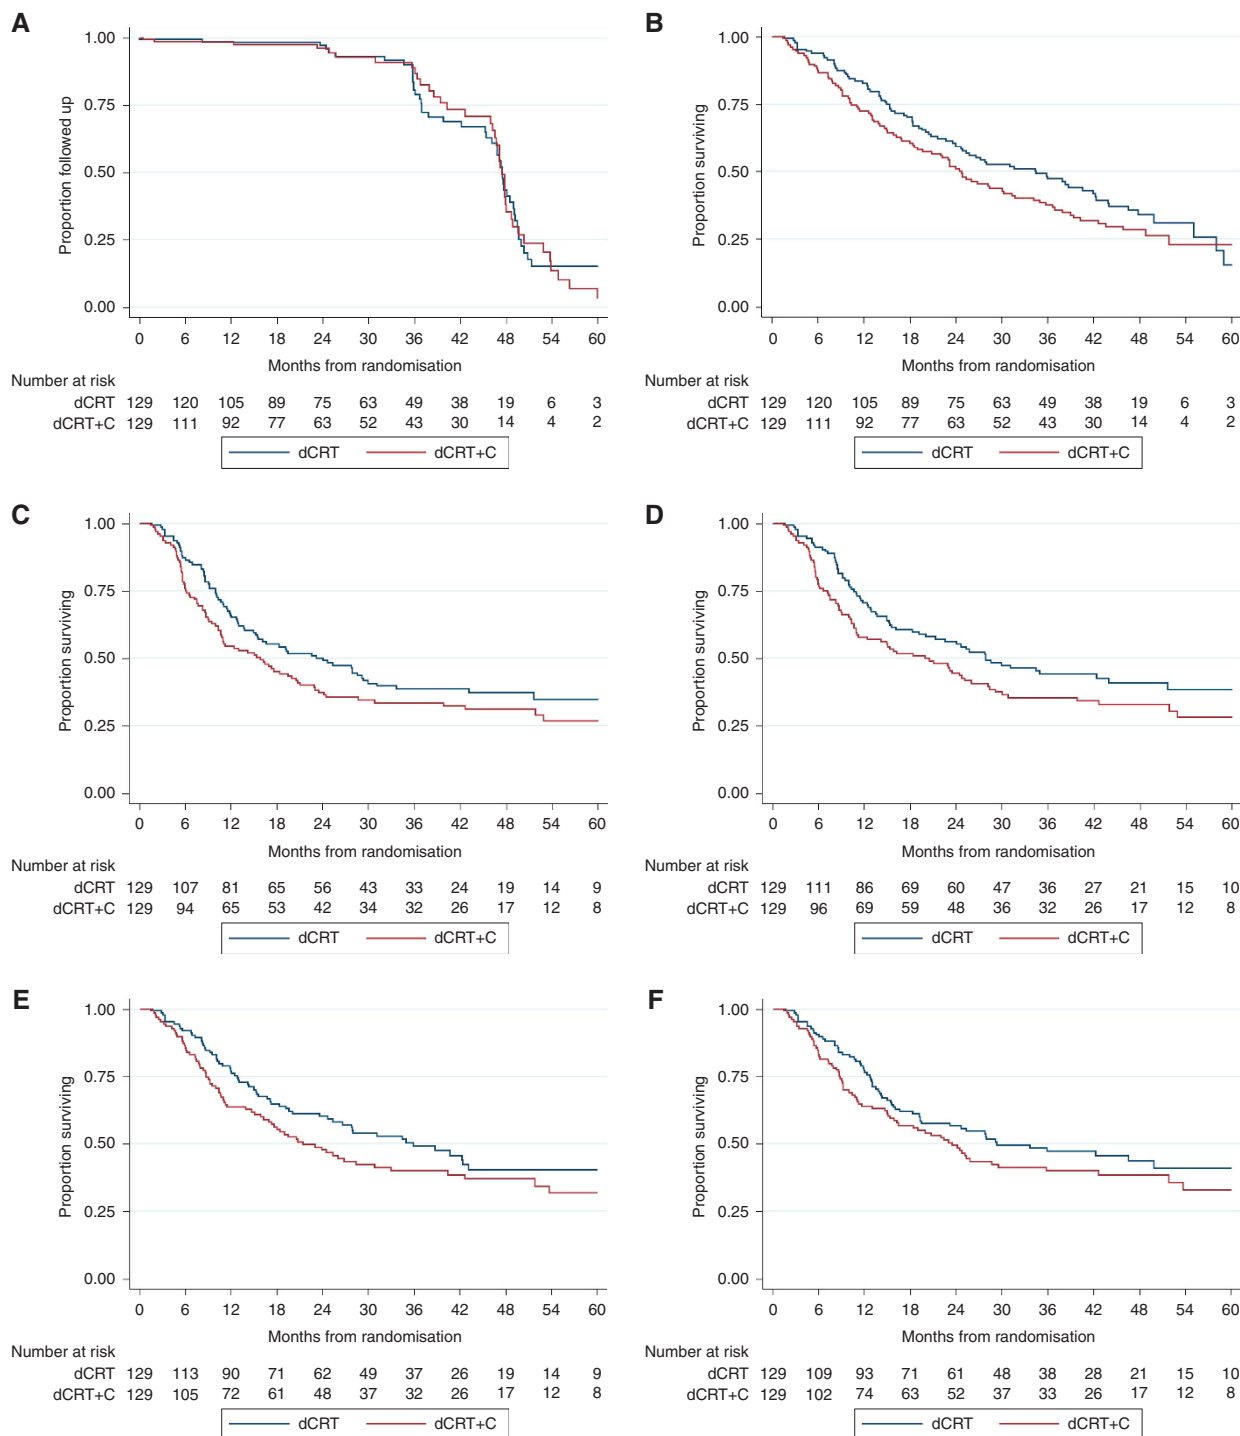 A
1.00
0.75
0.50
0.25
0.00
Proportion followed up
0 6 12 18 24 30 36 42 48 54 60
Months from randomisation
Number at risk
dCRT 129 120 105 89 75 63 49 38 19 6 3
dCRT+C 129 111 92 77 63 52 43 30 14 4 2
dCRT dCRT+C
B
1.00
0.75
0.50
0.25
0.00
Proportion surviving
0 6 12 18 24 30 36 42 48 54 60
Months from randomisation
Number at risk
dCRT 129 120 105 89 75 63 49 38 19 6 3
dCRT+C 129 111 92 77 63 52 43 30 14 4 2
dCRT dCRT+C
C
1.00
0.75
0.50
0.25
0.00
Proportion surviving
0 6 12 18 24 30 36 42 48 54 60
Months from randomisation
Number at risk
dCRT 129 107 81 65 56 43 33 24 19 14 9
dCRT+C 129 94 65 53 42 34 32 26 17 12 8
dCRT dCRT+C
D
1.00
0.75
0.50
0.25
0.00
Proportion surviving
0 6 12 18 24 30 36 42 48 54 60
Months from randomisation
Number at risk
dCRT 129 111 86 69 60 47 36 27 21 15 10
dCRT+C 129 96 69 59 48 36 32 26 17 12 8
dCRT dCRT+C
E
1.00
0.75
0.50
0.25
0.00
Proportion surviving
0 6 12 18 24 30 36 42 48 54 60
Months from randomisation
Number at risk
dCRT 129 113 90 71 62 49 37 26 19 14 9
dCRT+C 129 105 72 61 48 37 32 26 17 12 8
dCRT dCRT+C
F
1.00
0.75
0.50
0.25
0.00
Proportion surviving
0 6 12 18 24 30 36 42 48 54 60
Months from randomisation
Number at risk
dCRT 129 109 93 71 61 48 38 28 21 15 10
dCRT+C 129 102 74 63 52 37 33 26 17 12 8
dCRT dCRT+C